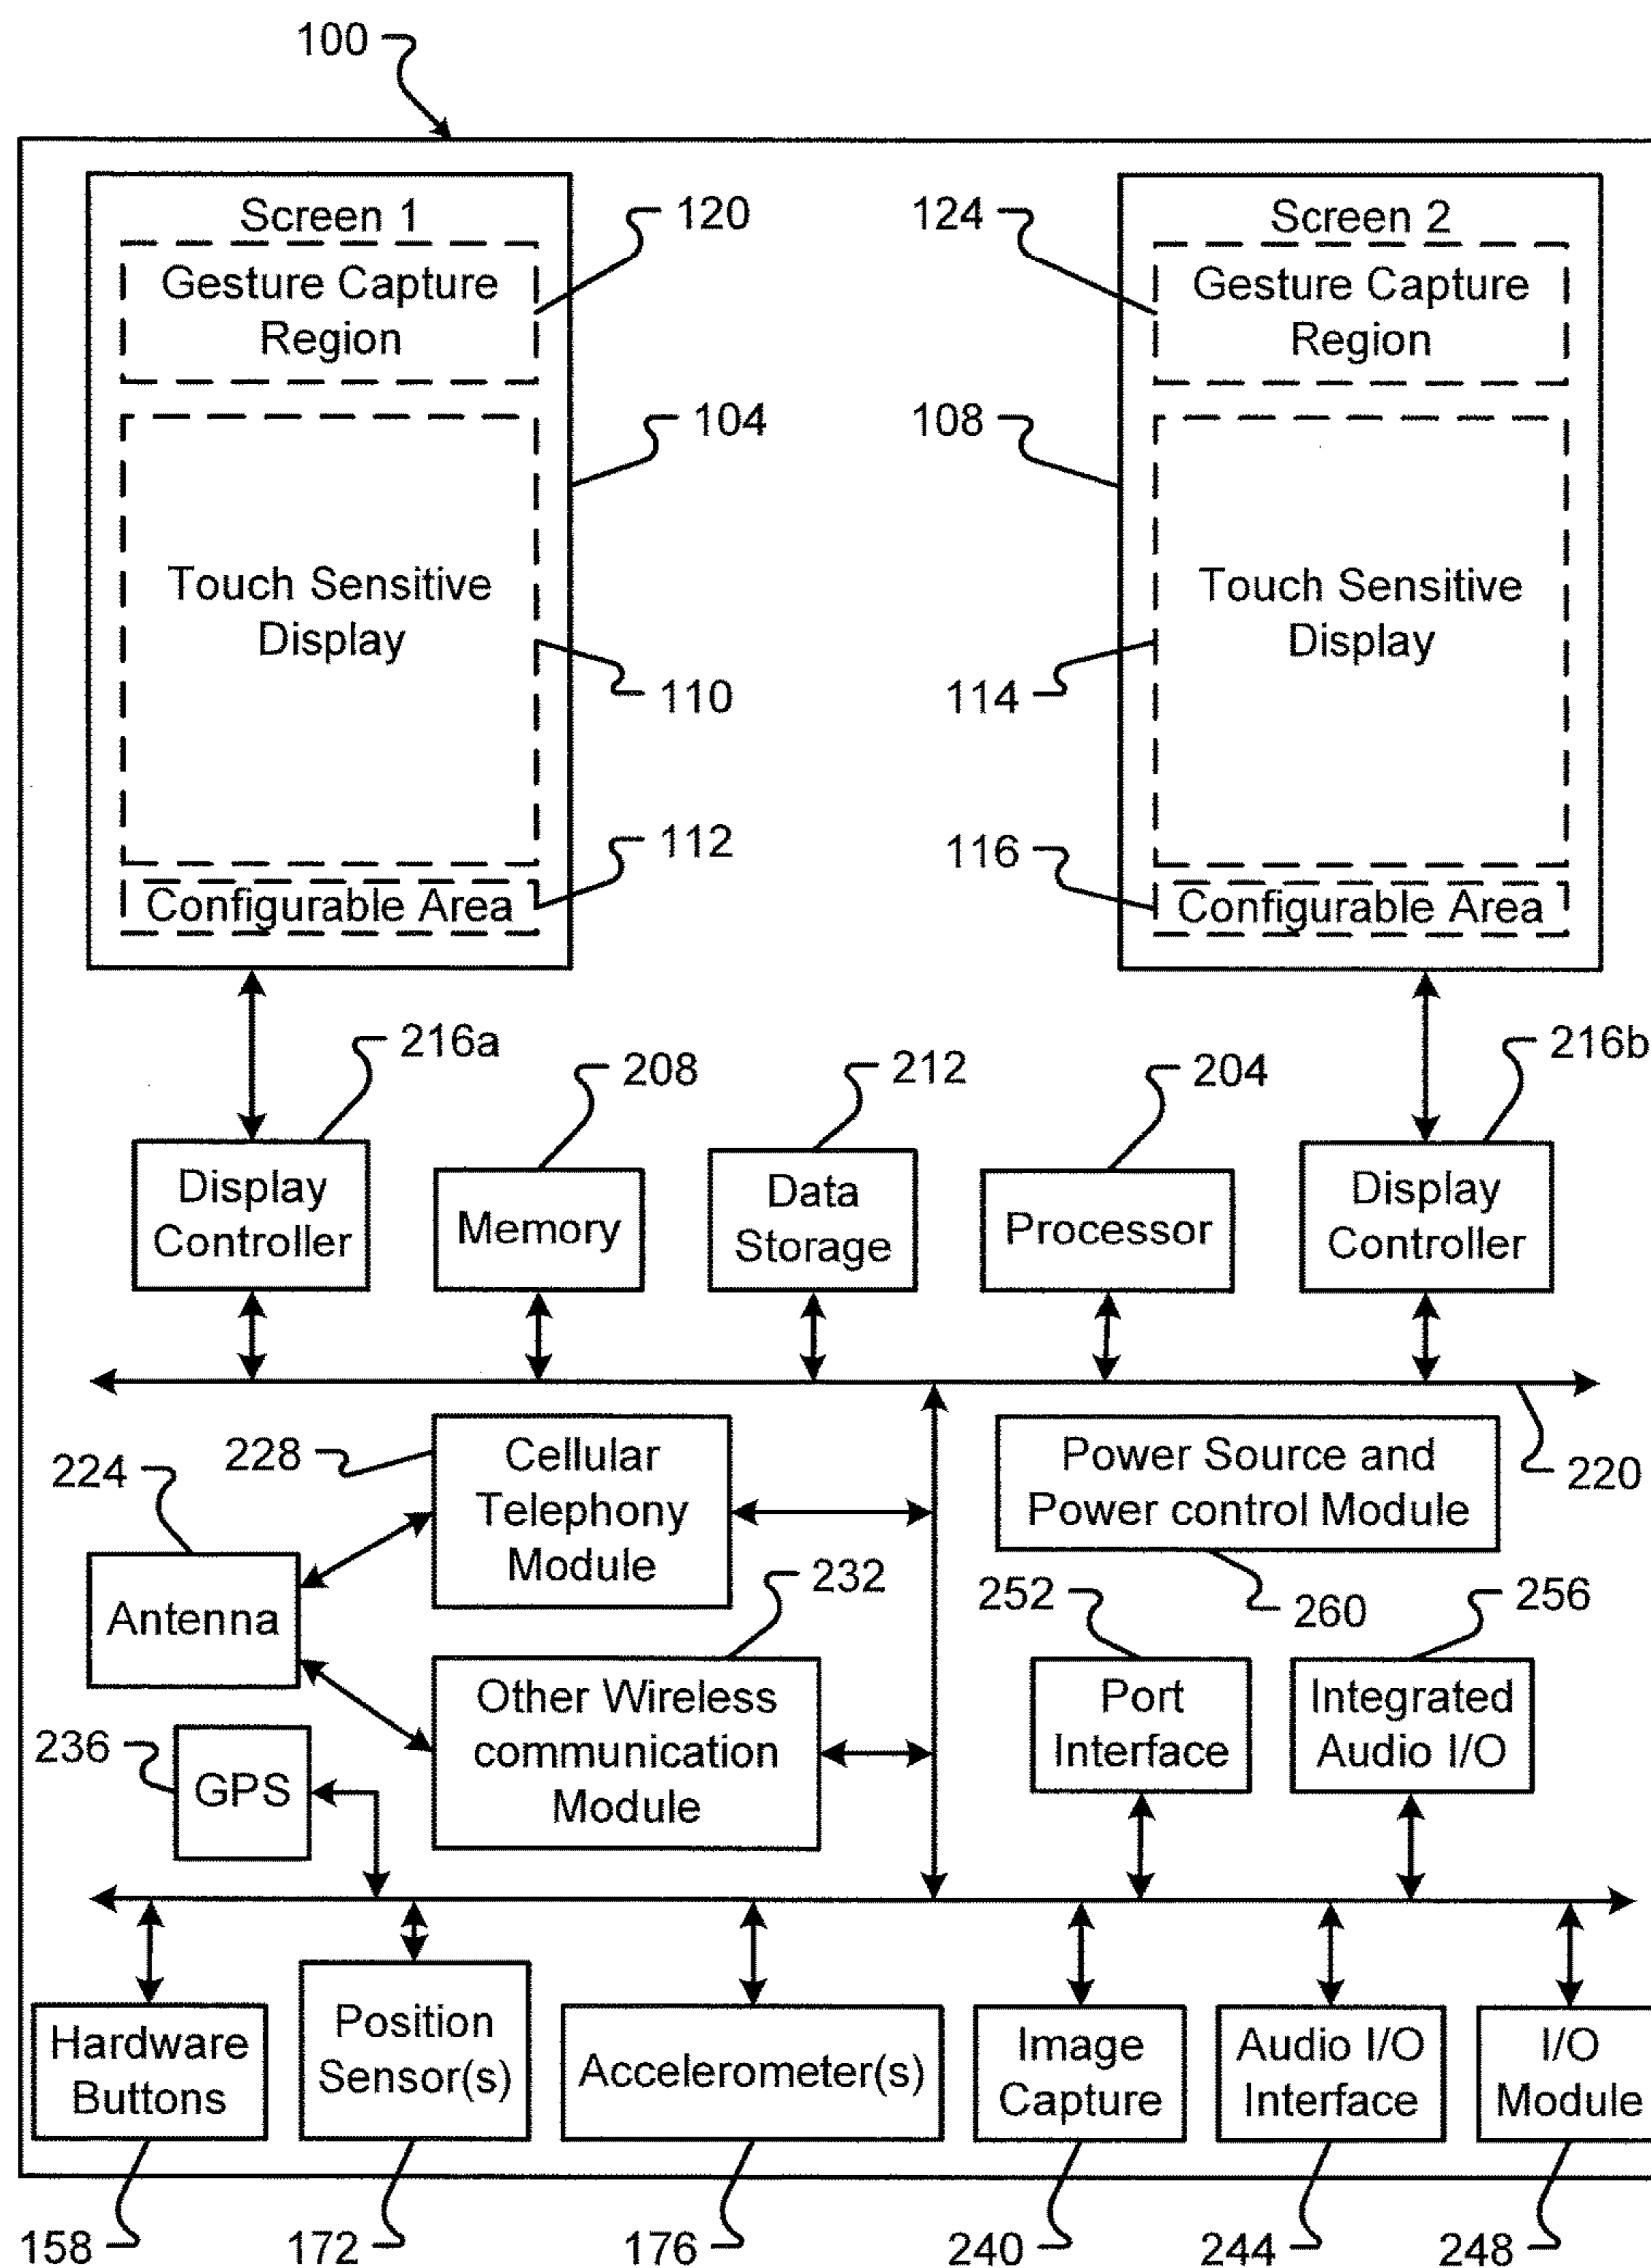 100
Screen 1
120
124
Screen 2
Gesture Capture
Region
Gesture Capture
Region
104
108
Touch Sensitive
Display
Touch Sensitive
Display
110
114
112
116
Configurable Area
Configurable Area
216a
208
212
204
216b
Display
Controller
Memory
Data
Storage
Processor
Display
Controller
228
224
Cellular
Telephony
Module
Power Source and
Power control Module
220
Antenna
232
252
260
256
236
GPS
Other Wireless
communication
Module
Port
Interface
Integrated
Audio I/O
Hardware
Buttons
Position
Sensor(s)
Accelerometer(s)
Image
Capture
Audio I/O
Interface
I/O
Module
158
172
176
240
244
248